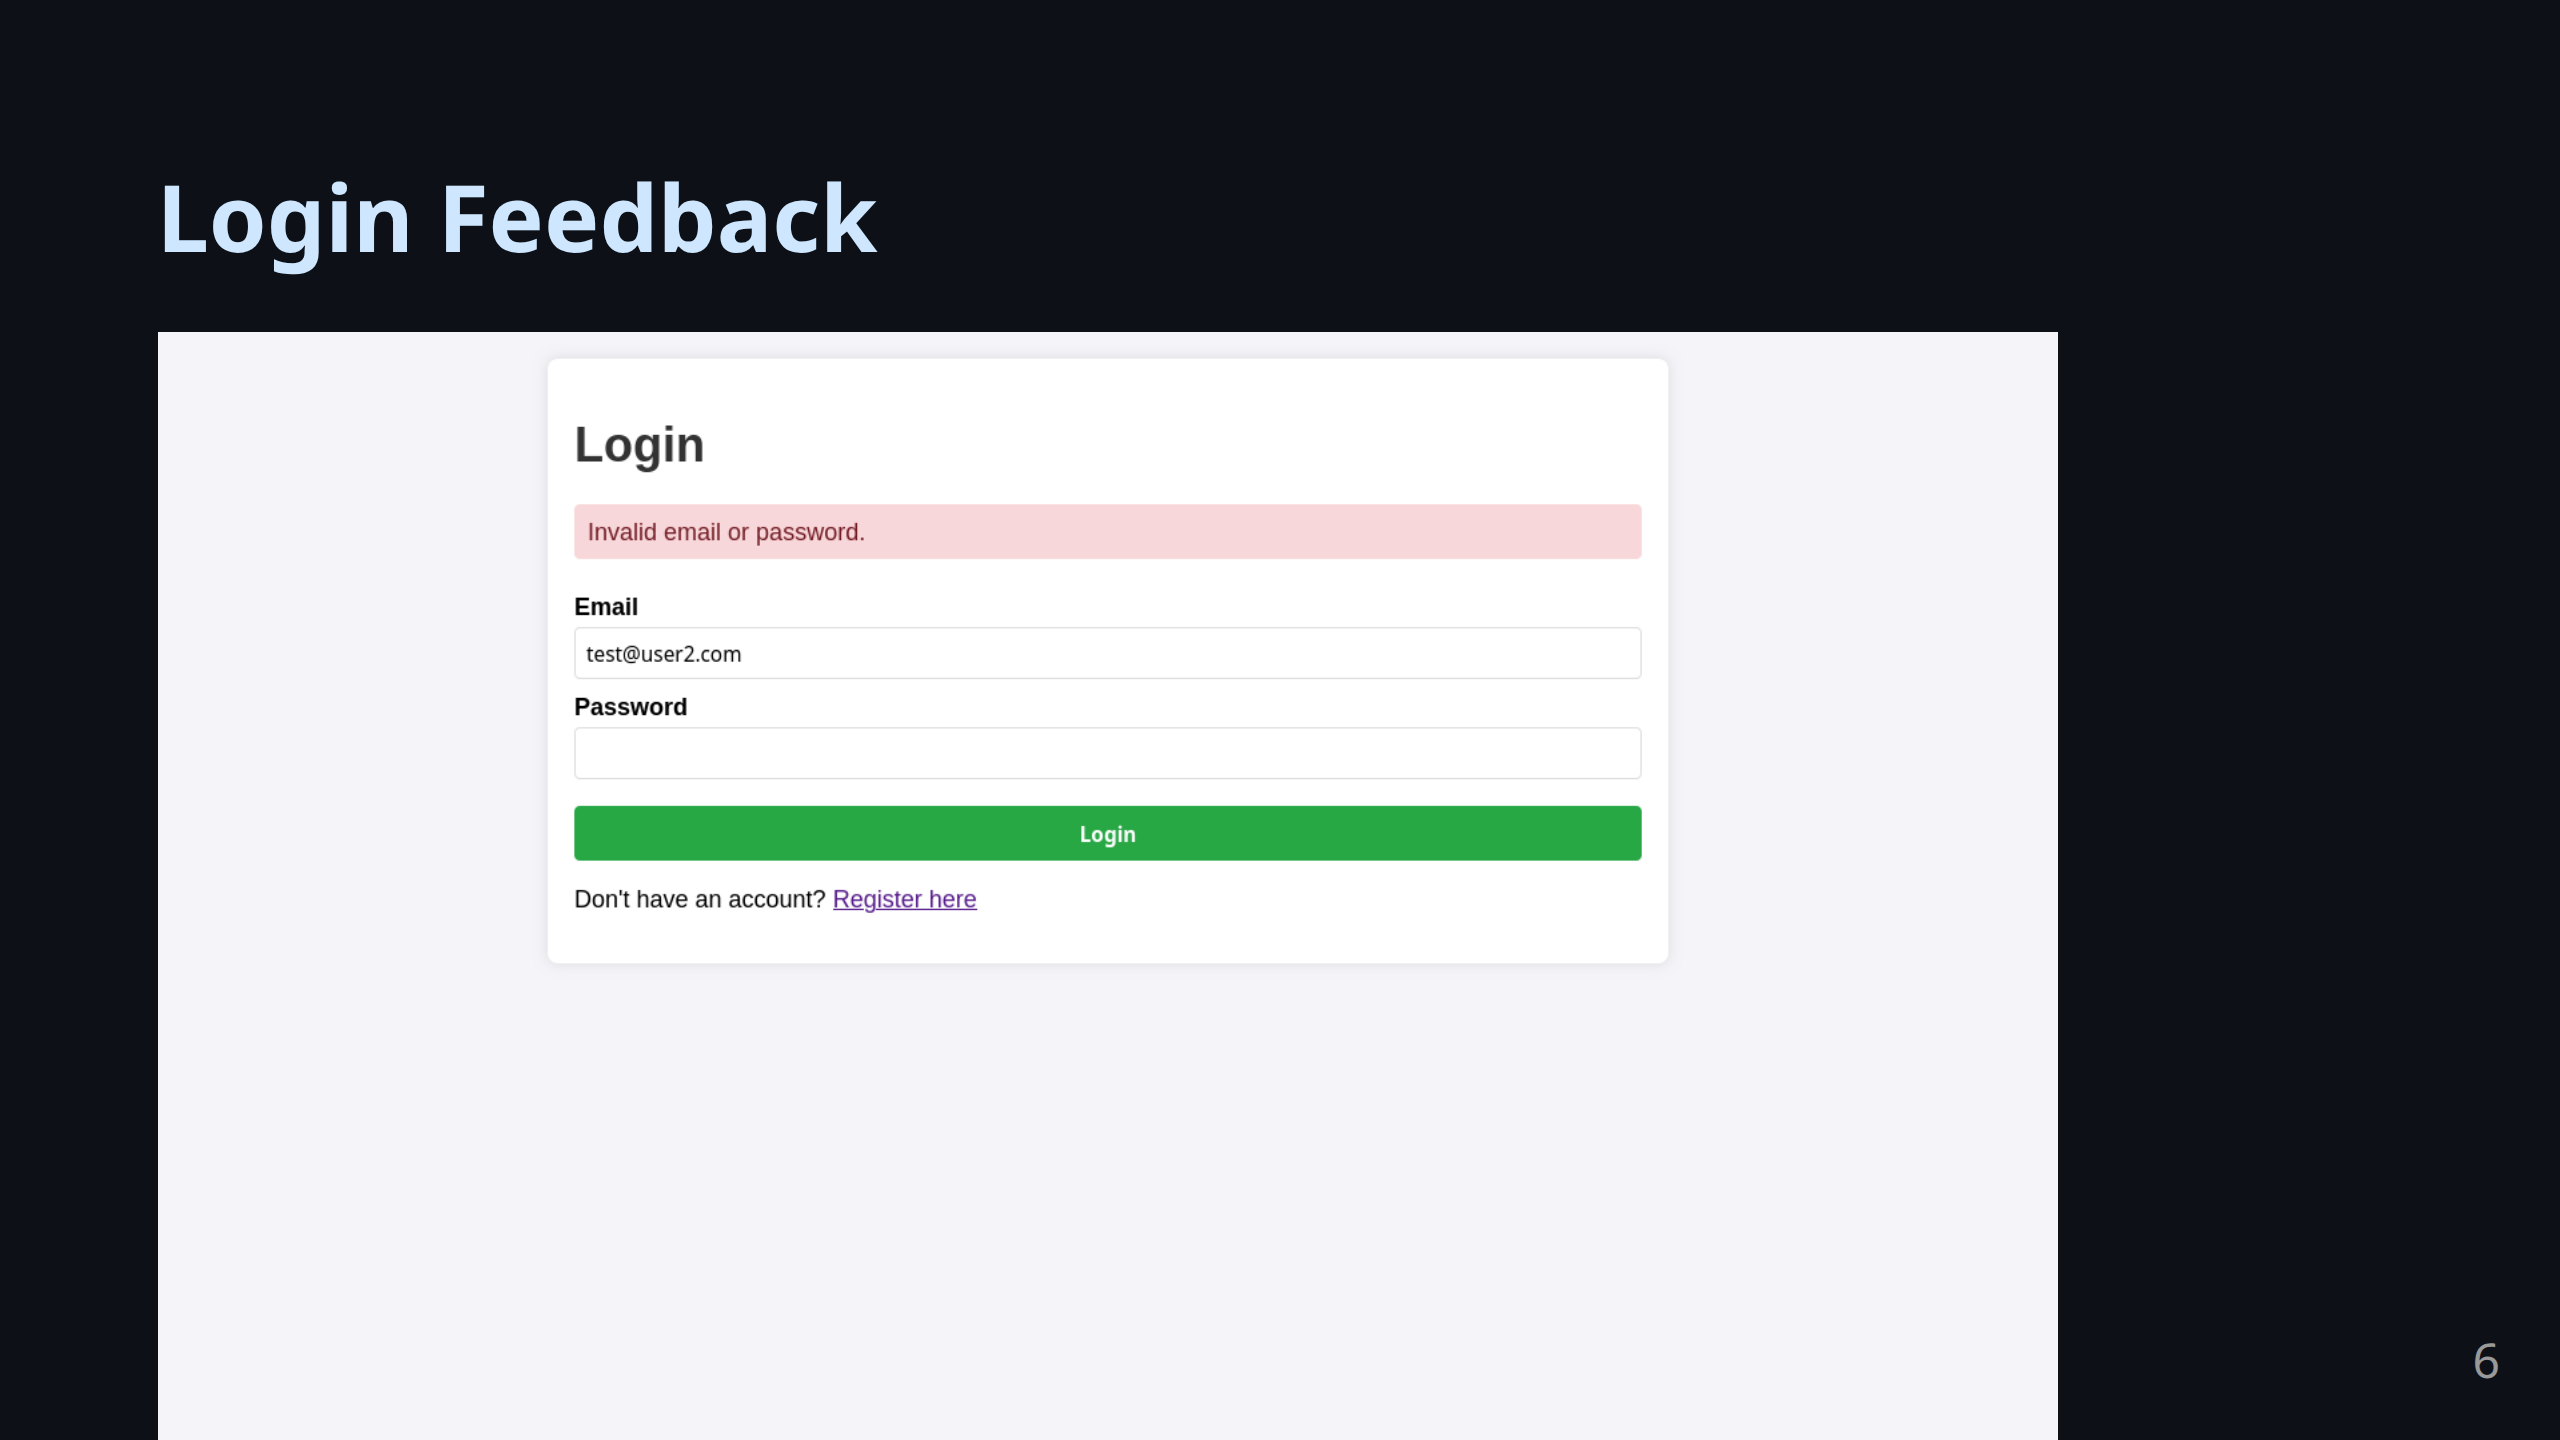 Login Feedback
Login
Invalid email or password.
Email
test@user2.com
Password
Login
Don't have an account? Register here
6